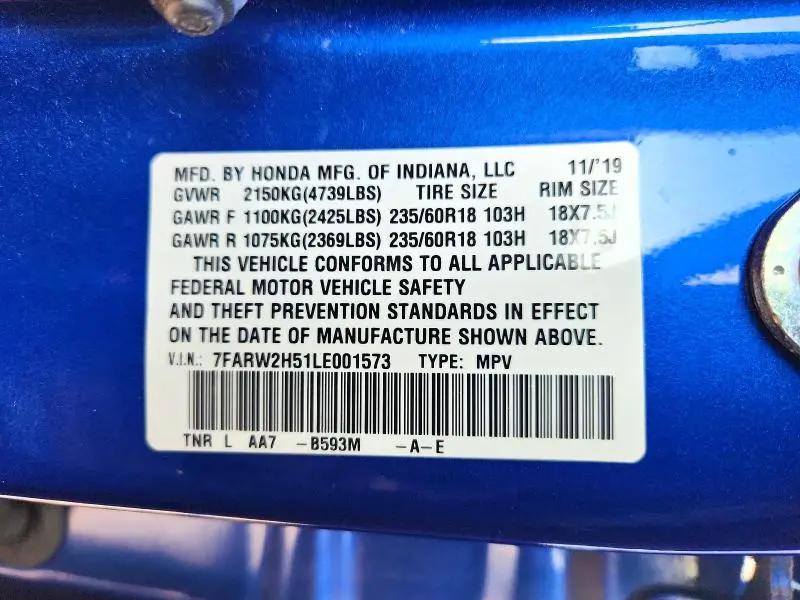 MFD. BY HONDA MFG. OF INDIANA, LLC 11/'19
GVWR 2150KG(4739LBS) TIRE SIZE RIM SIZE
GAWR F 1100KG(2425LBS) 235/60R18 103H 18X7.5J
GAWR R 1075KG(2369LBS) 235/60R18 103H 18X7.5J
THIS VEHICLE CONFORMS TO ALL APPLICABLE
FEDERAL MOTOR VEHICLE SAFETY
AND THEFT PREVENTION STANDARDS IN EFFECT
ON THE DATE OF MANUFACTURE SHOWN ABOVE.
V.I.N.: 7FARW2H51LE001573 TYPE: MPV
TNR L AA7 -B593M -A-E